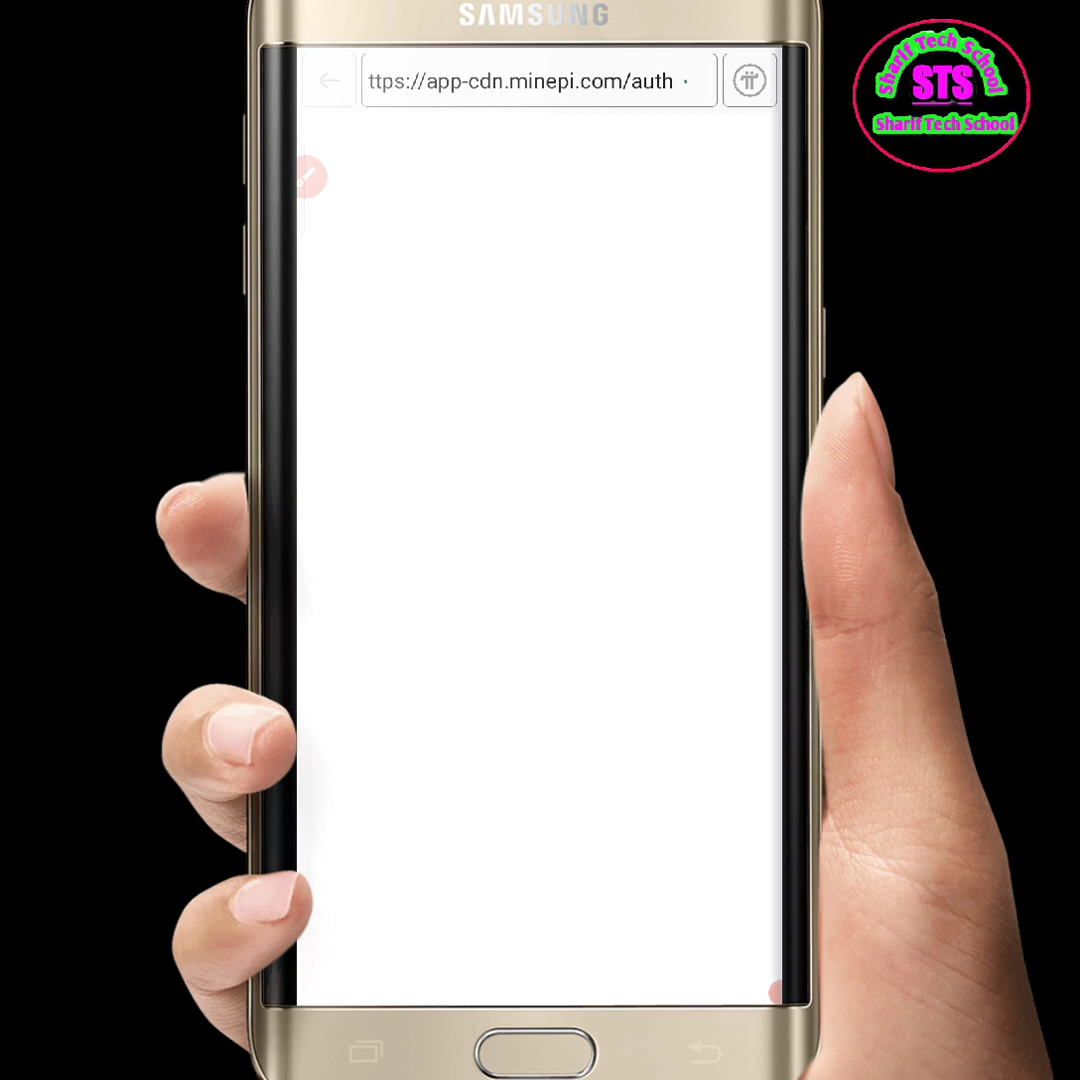 SAMSUNG
ttps://app-cdn.minepi.com/auth
Sharif Tech School
STS
Sharif Tech School